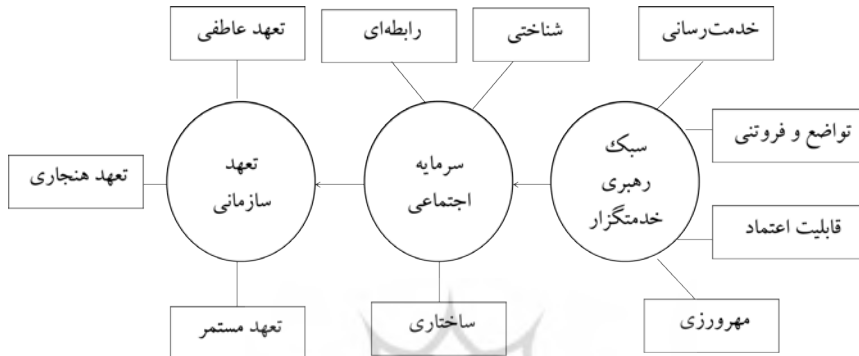 خدمت‌رسانی
شناختی
رابطه‌ای
تعهد عاطفی
تواضع و فروتنی
سبک
رهبری
خدمتگزار
سرمایه
اجتماعی
تعهد
سازمانی
تعهد هنجاری
قابلیت اعتماد
مهرورزی
ساختاری
تعهد مستمر